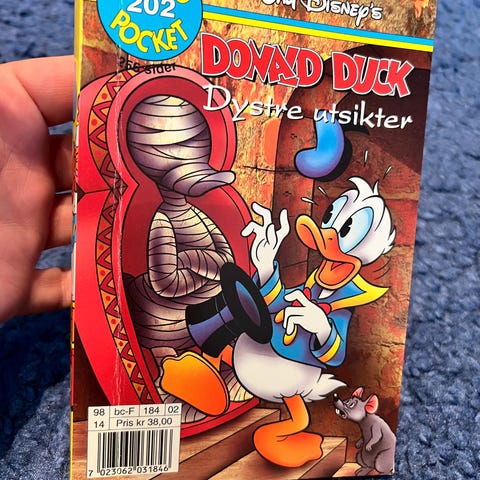 202
POCKET
256 sider
Walt Disney's
DONALD DUCK
Dystre utsikter
98 bc-F 184 02
14 Pris kr 38,00
7 023062 031846